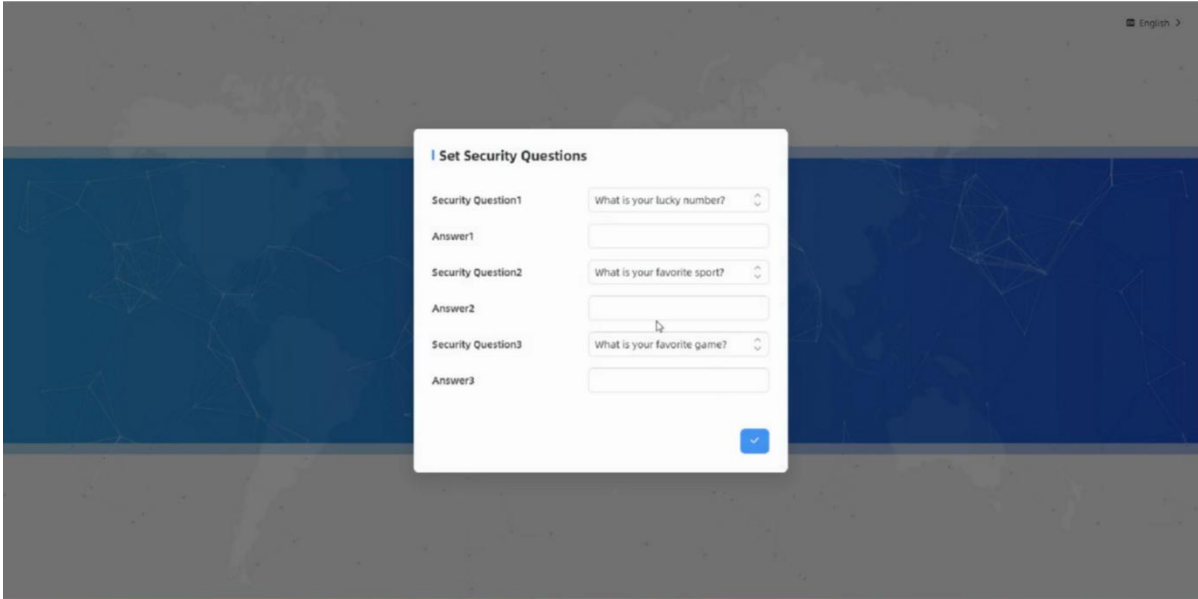 English
Set Security Questions
Security Question1
What is your lucky number?
Answer1
Security Question2
What is your favorite sport?
Answer2
Security Question3
What is your favorite game?
Answer3